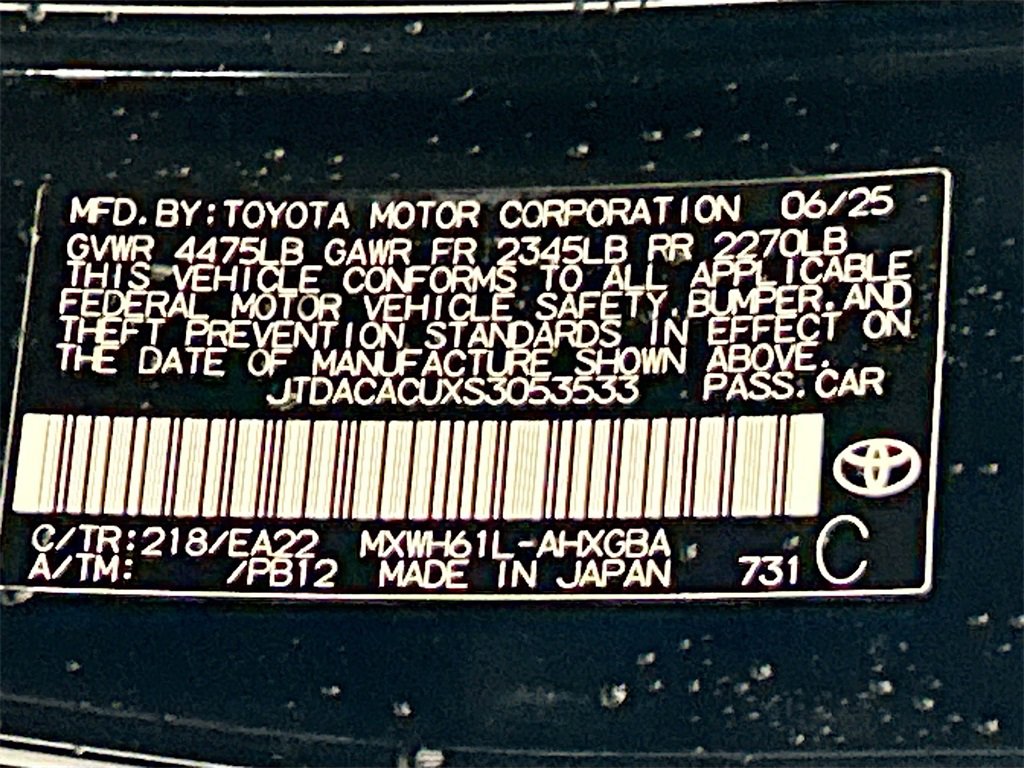 MFD.BY:TOYOTA MOTOR CORPORATION 06/25
GVWR 4475LB GAWR FR 2345LB RR 2270LB
THIS VEHICLE CONFORMS TO ALL APPLICABLE
FEDERAL MOTOR VEHICLE SAFETY,BUMPER,AND
THEFT PREVENTION STANDARDS IN EFFECT ON
THE DATE OF MANUFACTURE SHOWN ABOVE.
JTDACACUXS3053533 PASS.CAR
C/TR:218/EA22 MXWH61L-AHXGBA C
A/TM: /PB12 MADE IN JAPAN 731